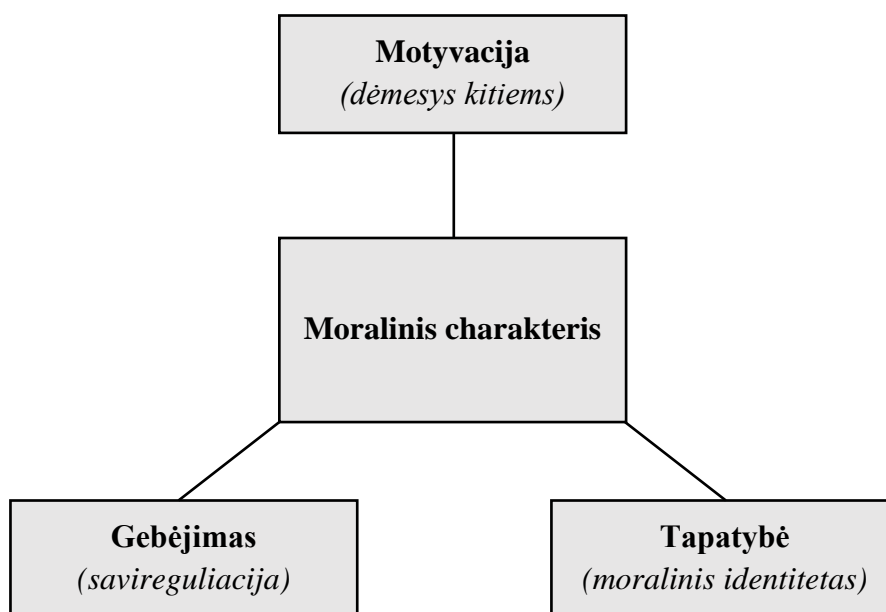 Motyvacija
(dėmesys kitiems)
Moralinis charakteris
Gebėjimas
(savireguliacija)
Tapatybė
(moralinis identitetas)